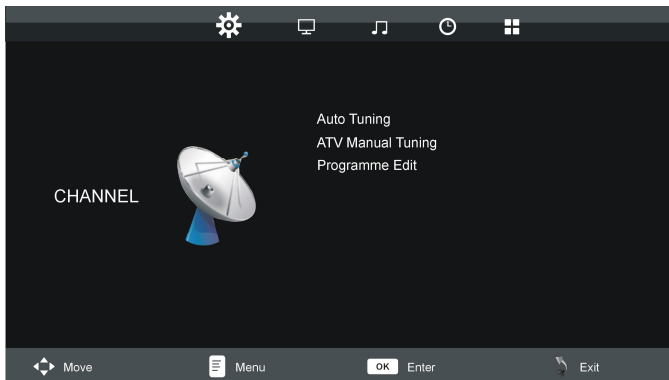 Auto Tuning
ATV Manual Tuning
Programme Edit
CHANNEL
Move Menu OK Enter Exit